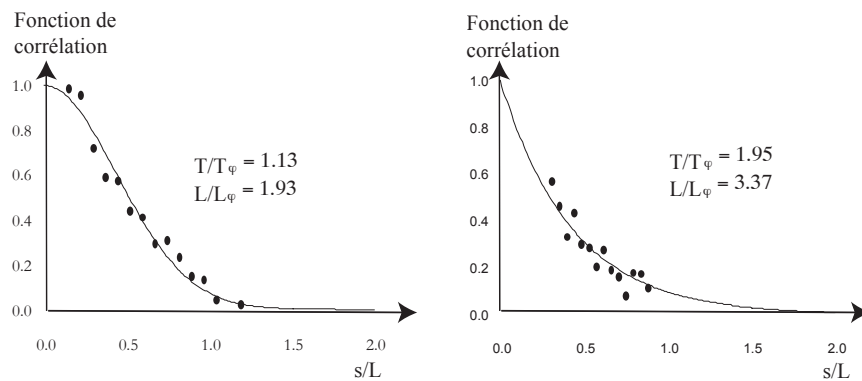 Fonction de
corrélation
1.0
0.8
0.6
0.4
0.2
0.0
T/Tφ = 1.13
L/Lφ = 1.93
0.0 0.5 1.0 1.5 2.0
s/L
Fonction de
corrélation
1.0
0.8
0.6
0.4
0.2
0.0
T/Tφ = 1.95
L/Lφ = 3.37
0.0 0.5 1.0 1.5 2.0
s/L